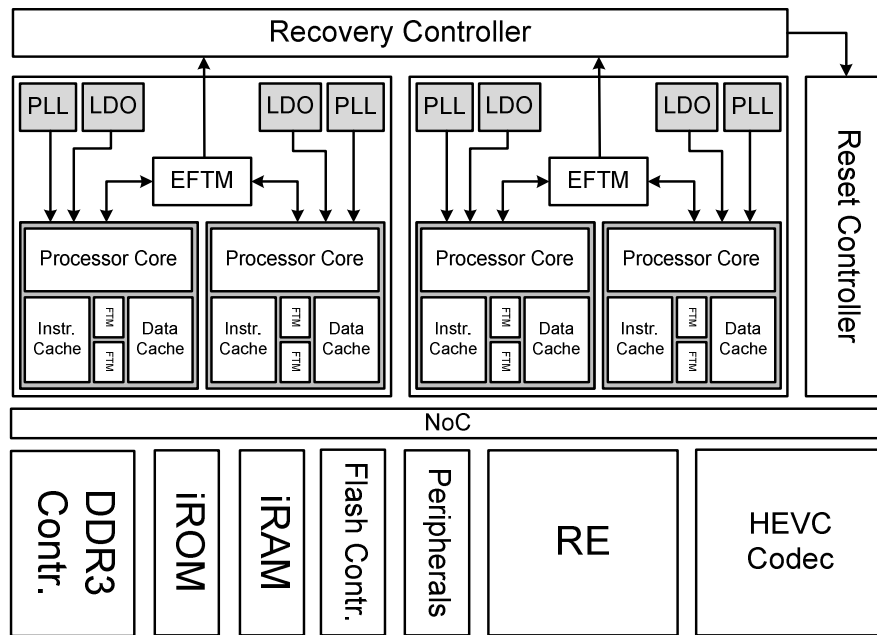 Recovery Controller
PLL
LDO
LDO
PLL
EFTM
Processor Core
Instr.
Cache
FTM
FTM
Data
Cache
Processor Core
Instr.
Cache
FTM
FTM
Data
Cache
PLL
LDO
LDO
PLL
EFTM
Processor Core
Instr.
Cache
FTM
FTM
Data
Cache
Processor Core
Instr.
Cache
FTM
FTM
Data
Cache
Reset Controller
NoC
DDR3
Contr.
iROM
iRAM
Flash Contr.
Peripherals
RE
HEVC
Codec